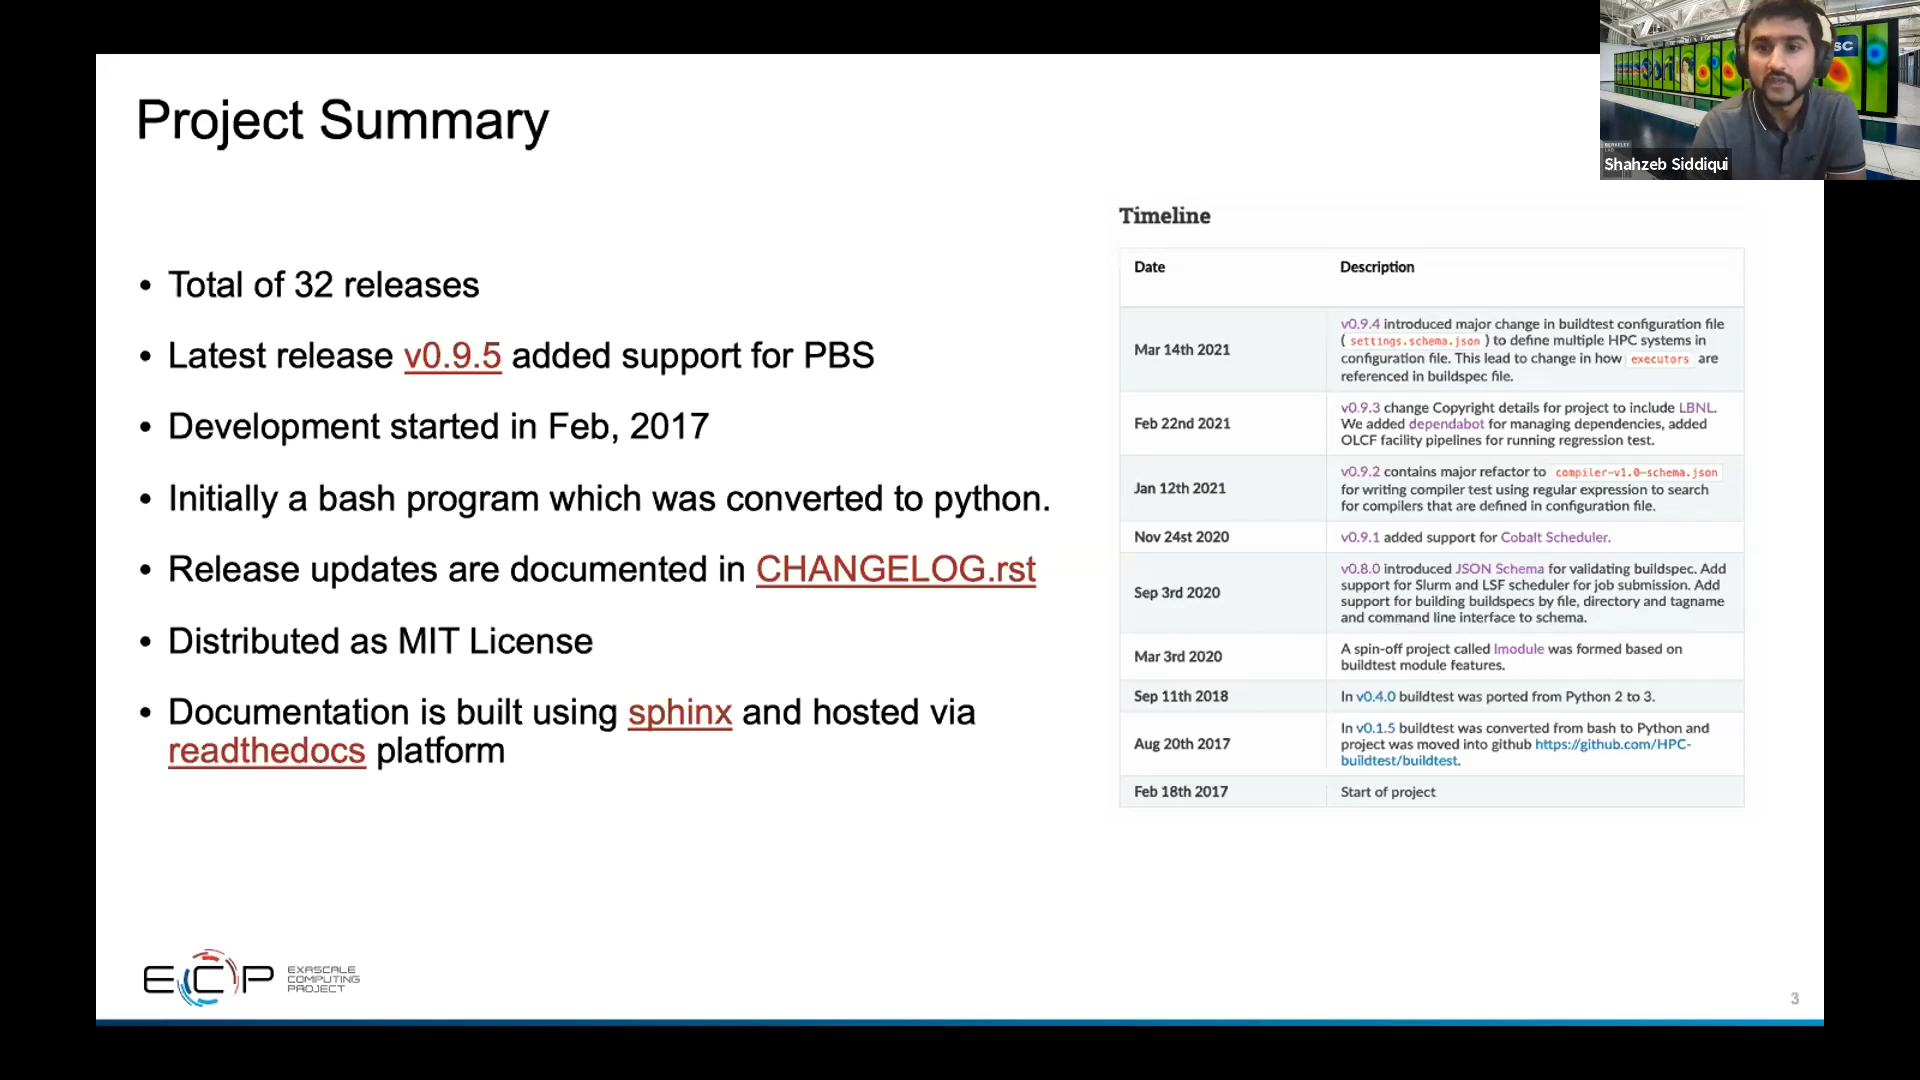 Project Summary
• Total of 32 releases
• Latest release v0.9.5 added support for PBS
• Development started in Feb, 2017
• Initially a bash program which was converted to python.
• Release updates are documented in CHANGELOG.rst
• Distributed as MIT License
• Documentation is built using sphinx and hosted via
readthedocs platform
Timeline
Date Description
Mar 14th 2021
v0.9.4 introduced major change in buildtest configuration file
( settings.schema.json ) to define multiple HPC systems in
configuration file. This lead to change in how executors are
referenced in buildspec file.
Feb 22nd 2021
v0.9.3 change Copyright details for project to include LBNL.
We added dependabot for managing dependencies, added
OLCF facility pipelines for running regression test.
Jan 12th 2021
v0.9.2 contains major refactor to compiler-v1.0-schema.json
for writing compiler test using regular expression to search
for compilers that are defined in configuration file.
Nov 24st 2020 v0.9.1 added support for Cobalt Scheduler.
Sep 3rd 2020
v0.8.0 introduced JSON Schema for validating buildspec. Add
support for Slurm and LSF scheduler for job submission. Add
support for building buildspecs by file, directory and tagname
and command line interface to schema.
Mar 3rd 2020
A spin-off project called lmodule was formed based on
buildtest module features.
Sep 11th 2018 In v0.4.0 buildtest was ported from Python 2 to 3.
Aug 20th 2017
In v0.1.5 buildtest was converted from bash to Python and
project was moved into github https://github.com/HPC-
buildtest/buildtest.
Feb 18th 2017 Start of project
ECP
EXASCALE
COMPUTING
PROJECT
3
SC
BERKELEY
LAB
Shahzeb Siddiqui